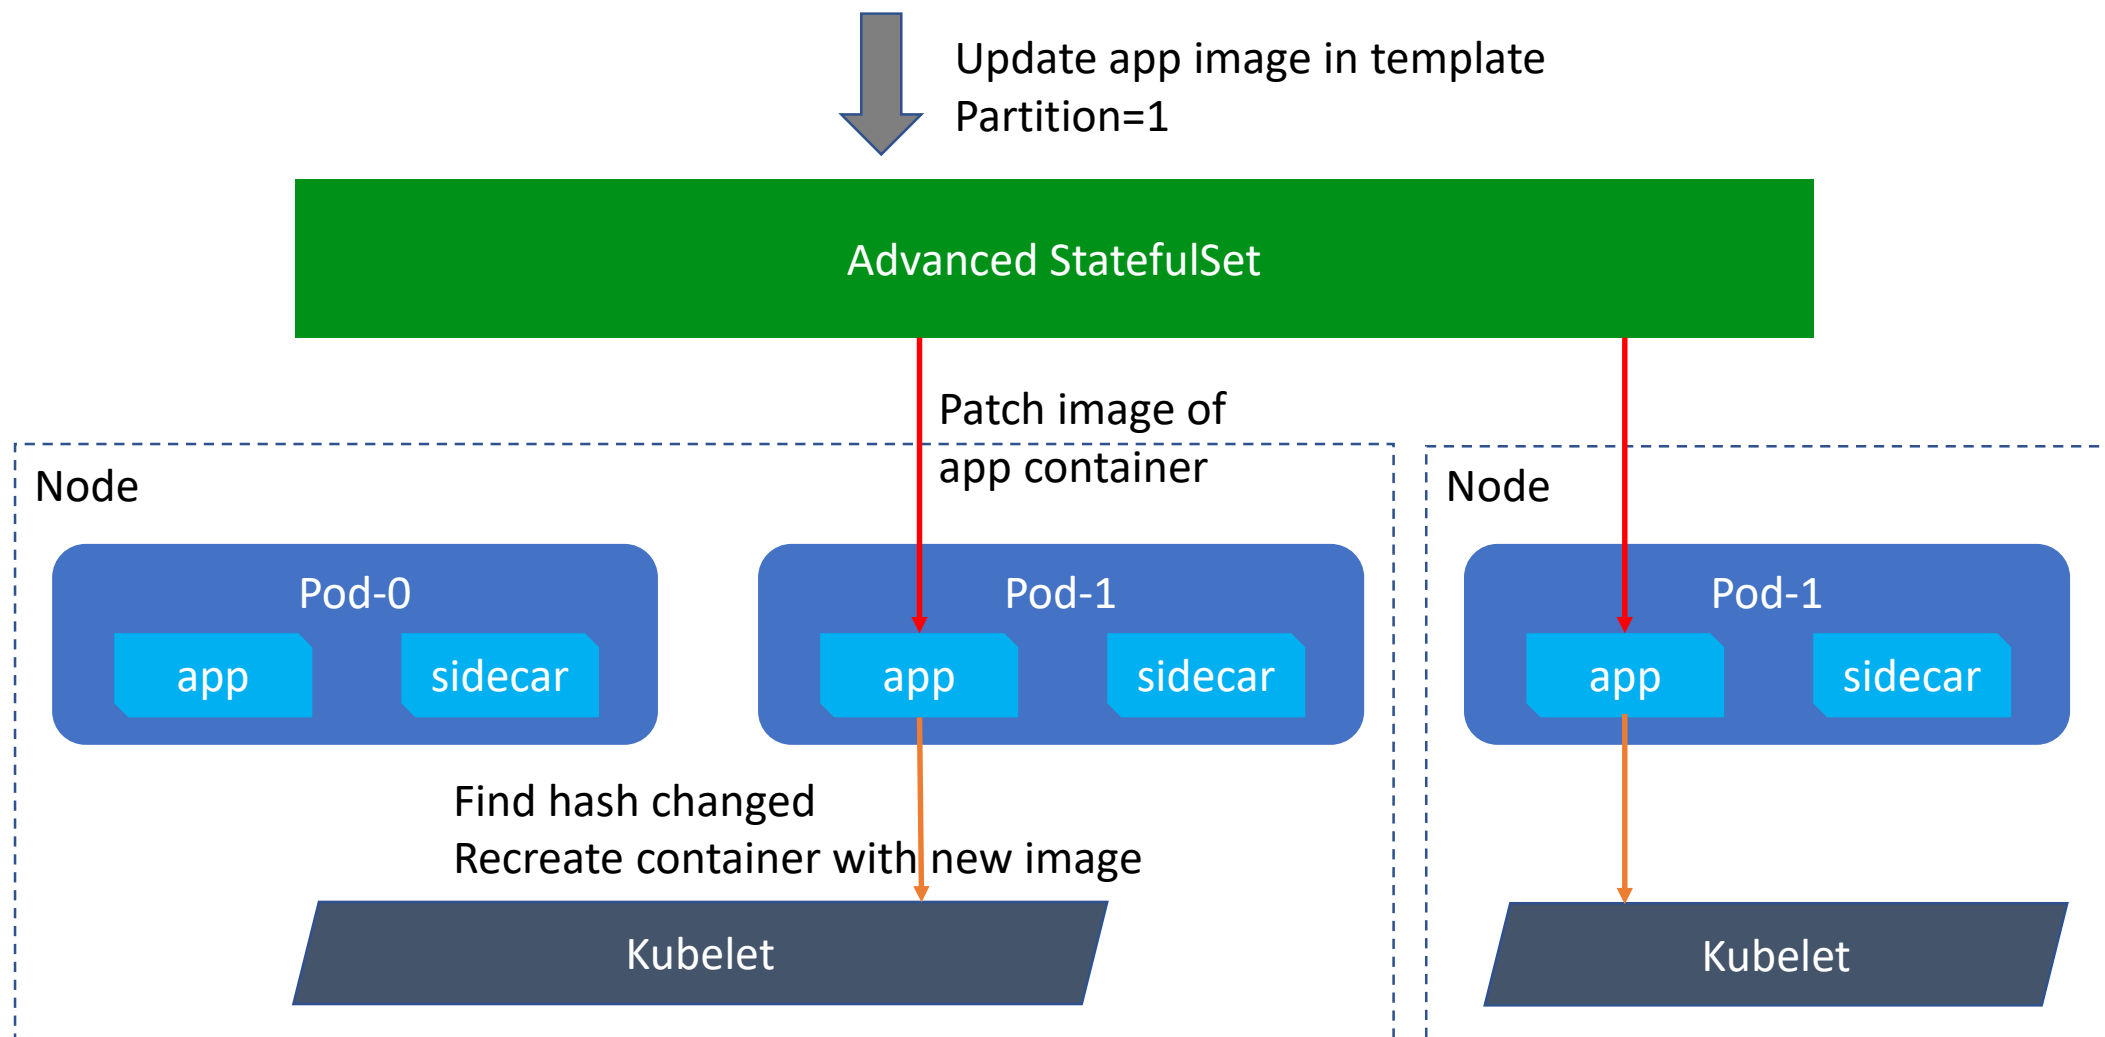 Update app image in template
Partition=1
Advanced StatefulSet
Patch image of
app container
Node
Node
Pod-0
Pod-1
Pod-1
app
sidecar
app
sidecar
app
sidecar
Find hash changed
Recreate container with new image
Kubelet
Kubelet